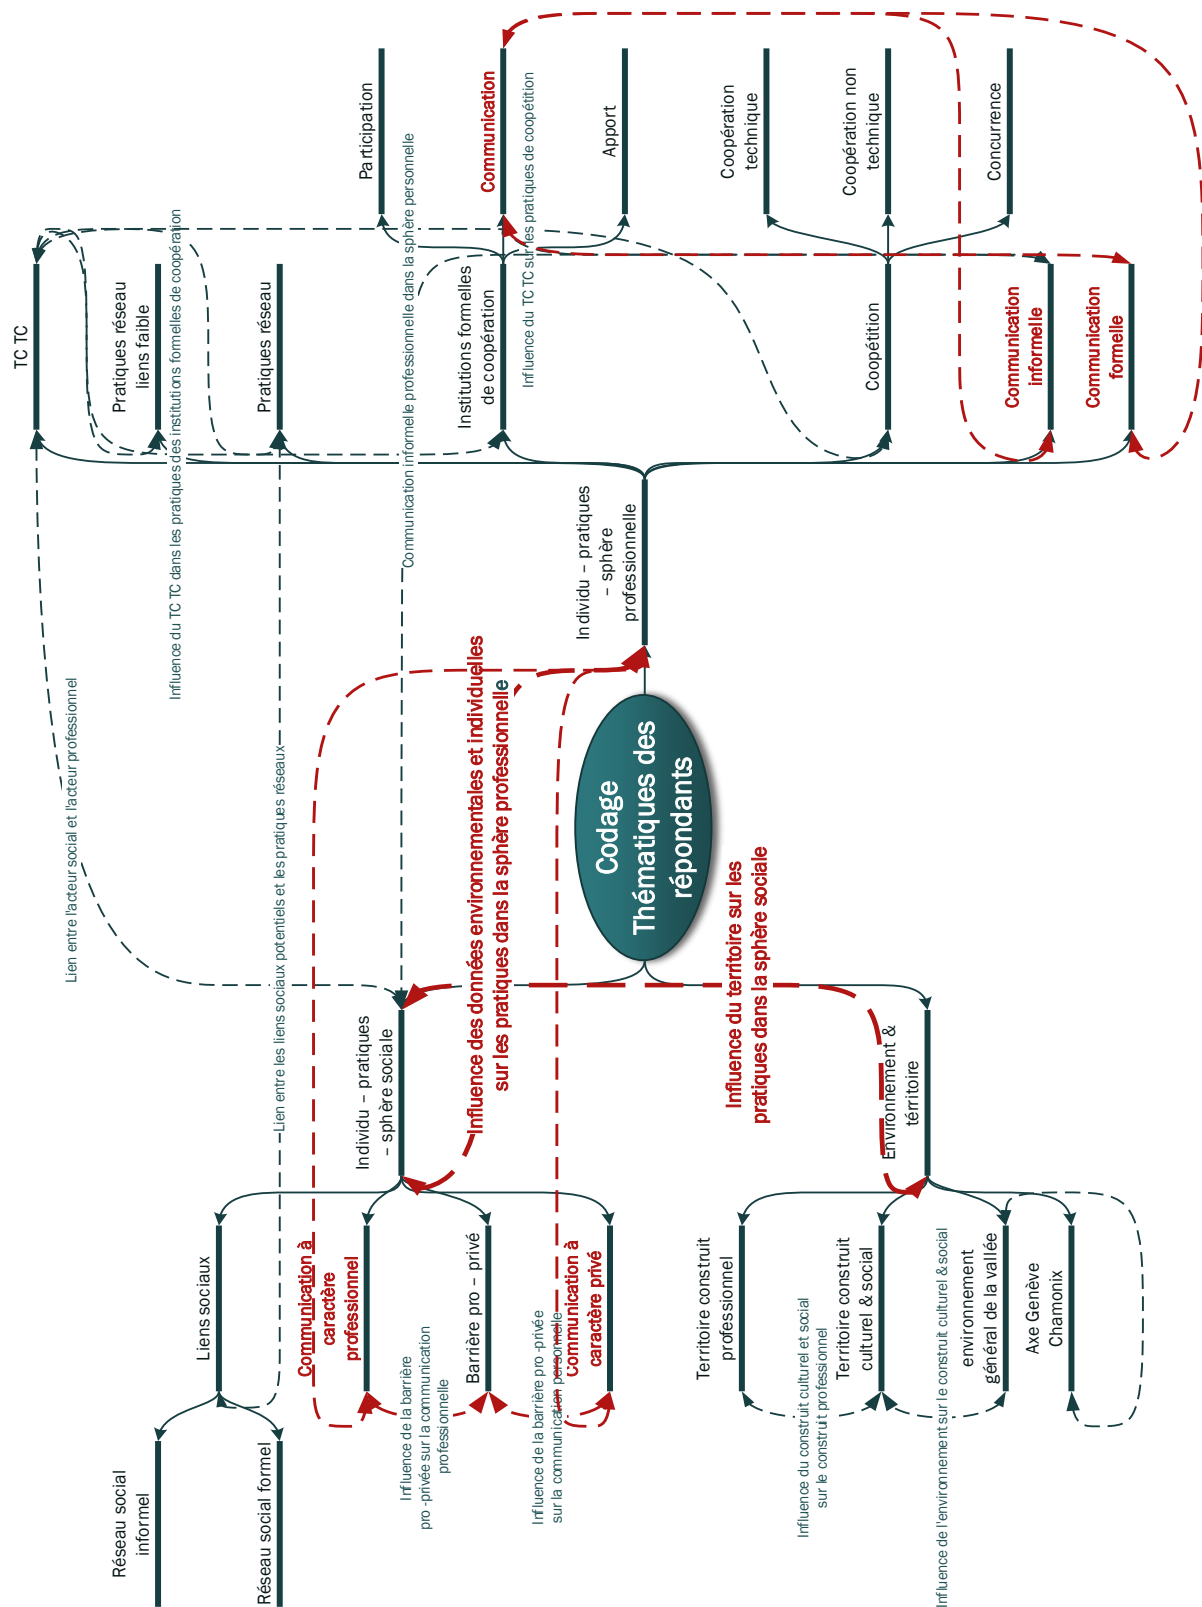 Codage
Thématiques des
répondants
Individu – pratiques
– sphère
professionnelle
TC TC
Pratiques réseau
liens faible
Pratiques réseau
Institutions formelles
de coopération
Participation
Communication
Apport
Coopétition
Coopération
technique
Coopération non
technique
Concurrence
Communication
informelle
Communication
formelle
Individu – pratiques
– sphère sociale
Liens sociaux
Réseau social
informel
Réseau social formel
Communication à
caractère
professionnel
Barrière pro – privé
Communication à
caractère privé
Environnement &
térritoire
Territoire construit
professionnel
Territoire construit
culturel & social
environnement
général de la vallée
Axe Genève
Chamonix
Lien entre l'acteur social et l'acteur professionnel
Influence du TC TC dans les pratiques des institutions formelles de coopération
Lien entre les liens sociaux potentiels et les pratiques réseaux
Communication informelle professionnelle dans la sphère personnelle
Influence du TC TC sur les pratiques de coopétition
Influence des données environnementales et individuelles
sur les pratiques dans la sphère professionnelle
Influence du territoire sur les
pratiques dans la sphère sociale
Influence de la barrière
pro -privée sur la communication
professionnelle
Influence de la barrière pro -privée
sur la communication personnelle
Influence du construit culturel et social
sur le construit professionnel
Influence de l'environnement sur le construit culturel & social